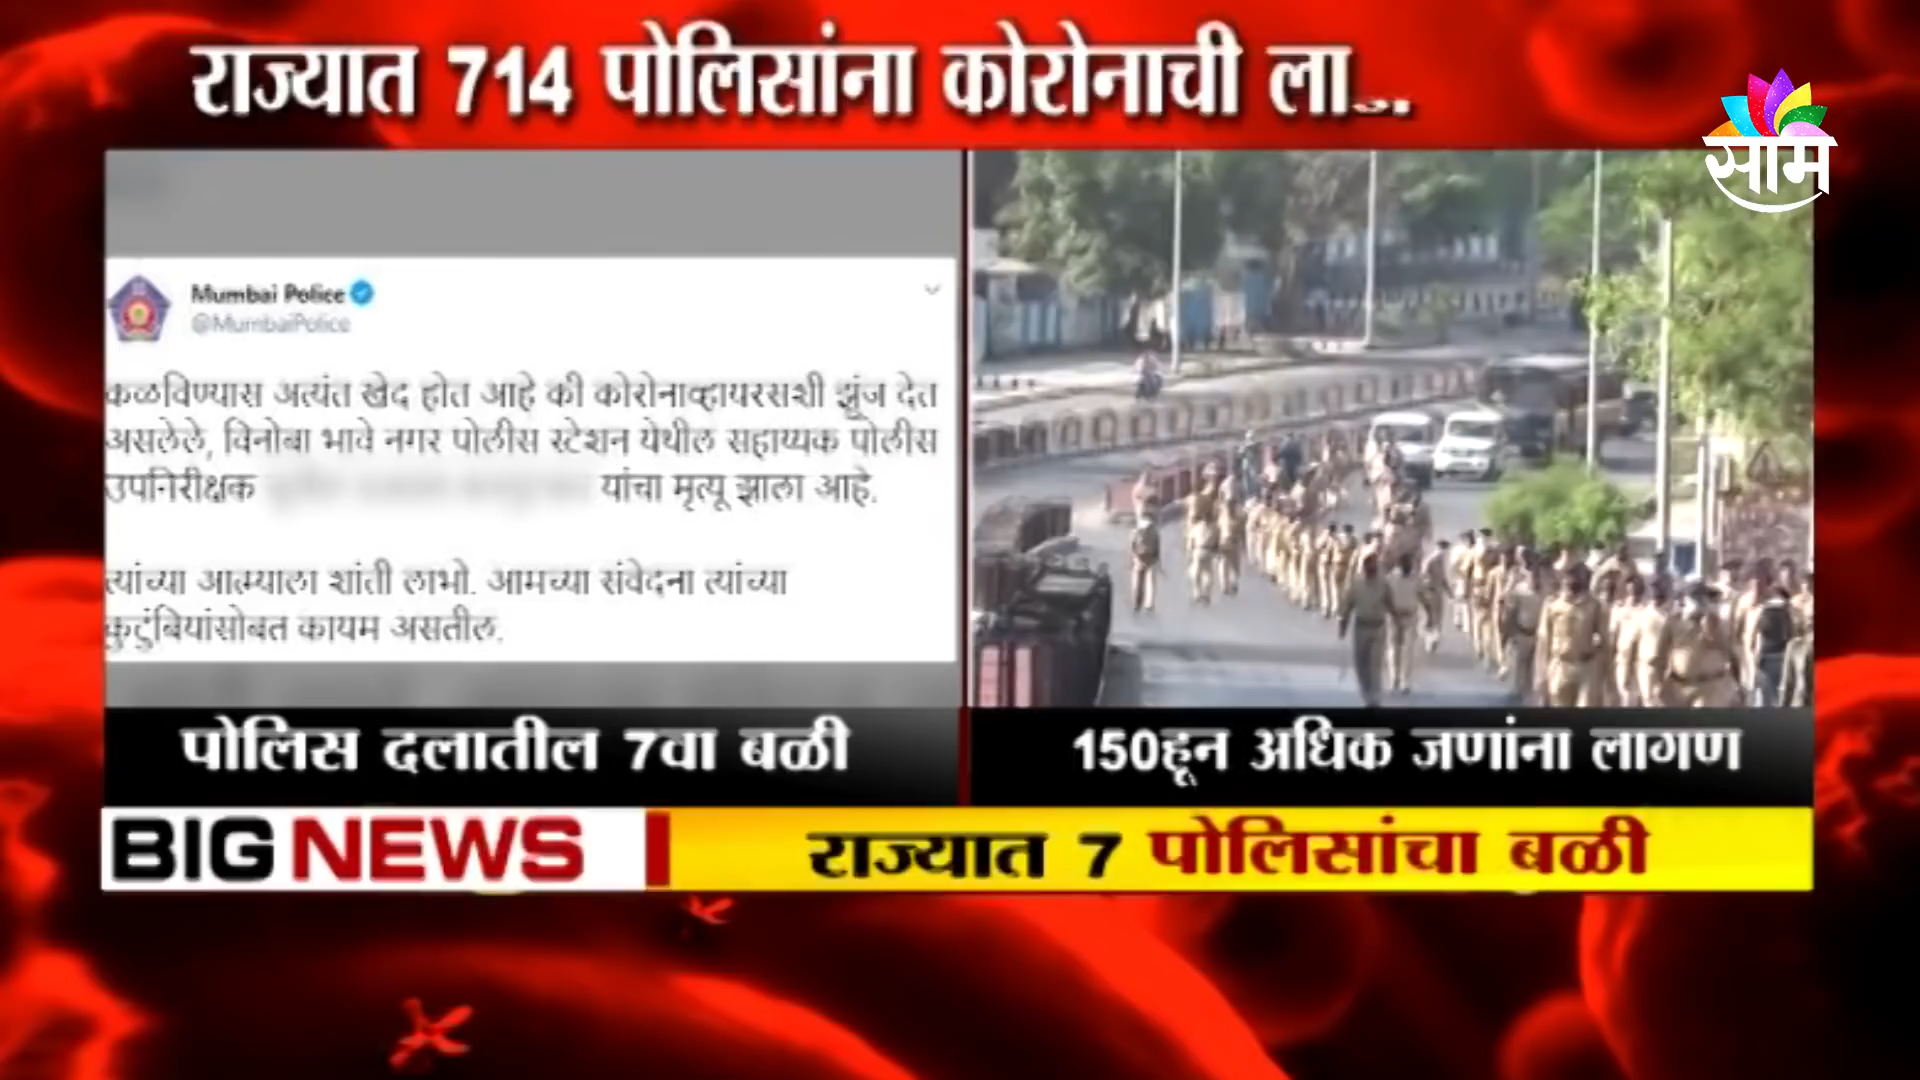 राज्यात 714 पोलिसांना कोरोनाची ला...
साम
Mumbai Police
@MumbaiPolice
कळविण्यास अत्यंत खेद होत आहे की कोरोनाव्हायरसशी झुंज देत
असलेले, विनोबा भावे नगर पोलीस स्टेशन येथील सहाय्यक पोलीस
उपनिरीक्षक यांचा मृत्यू झाला आहे.
त्यांच्या आत्म्याला शांती लाभो. आमच्या संवेदना त्यांच्या
कुटुंबियांसोबत कायम असतील.
पोलिस दलातील 7वा बळी
150हून अधिक जणांना लागण
BIG NEWS
राज्यात 7 पोलिसांचा बळी